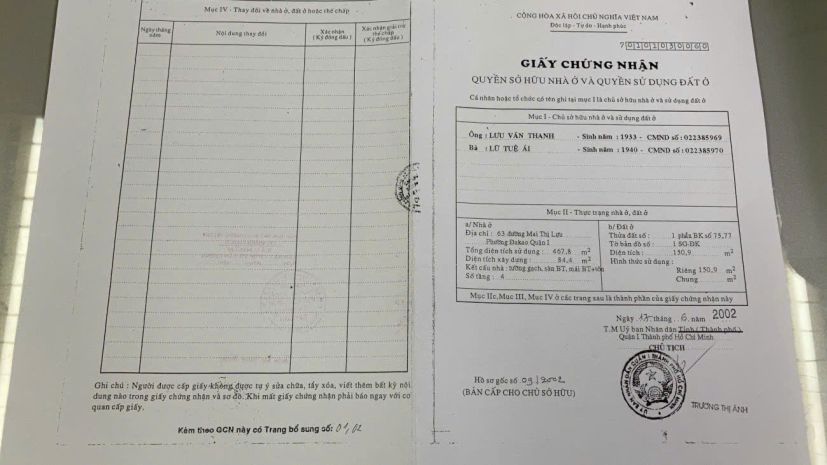 Mục IV - Thay đổi về nhà ở, đất ở hoặc thế chấp
Ngày tháng năm
Nội dung thay đổi
Xác nhận (Ký đóng dấu)
Xác nhận giải trừ thế chấp (Ký đóng dấu)
Ghi chú : Người được cấp giấy không được tự ý sửa chữa, tẩy xóa, viết thêm bất kỳ nội
dung nào trong giấy chứng nhận và sơ đồ. Khi mất giấy chứng nhận phải báo ngay với cơ
quan cấp giấy.
Kèm theo GCN này có Trang bổ sung số: 01,02
CỘNG HÒA XÃ HỘI CHỦ NGHĨA VIỆT NAM
Độc lập - Tự do - Hạnh phúc
GIẤY CHỨNG NHẬN
QUYỀN SỞ HỮU NHÀ Ở VÀ QUYỀN SỬ DỤNG ĐẤT Ở
Cá nhân hoặc tổ chức có tên ghi tại mục I là chủ sở hữu nhà ở và sử dụng đất ở
Mục I - Chủ sở hữu nhà ở và sử dụng đất ở
Ông : LƯU VĂN THANH - Sinh năm : 1933 - CMND số : 022385969
Bà : LỮ TUỆ ÁI - Sinh năm : 1940 - CMND số : 022385970
Mục II - Thực trạng nhà ở, đất ở
a/ Nhà ở
Địa chỉ : 63 đường Mai Thị Lựu
Phường Đakao Quận 1
Tổng diện tích sử dụng : 467,8 m2
Diện tích xây dựng : 84,4 m2
Kết cấu nhà : tường gạch, sàn BT, mái BT+tôn
Số tầng : 4
b/ Đất ở
Thửa đất số : 1 phần BK số 75,77
Tờ bản đồ số : 1 SG-ĐK
Diện tích : 150,9 m2
Hình thức sử dụng :
Riêng 150,9 m2
Chung m2
Mục IIc, Mục III, Mục IV ở các trang sau là thành phần của giấy chứng nhận này
Ngày tháng 6 năm 2002
T.M Uỷ ban Nhân dân Tỉnh (Thành phố)
Quận 1 Thành phố Hồ Chí Minh
CHỦ TỊCH
Hồ sơ gốc số 2002
(BẢN CẤP CHO CHỦ SỞ HỮU)
TRƯƠNG THỊ ÁNH